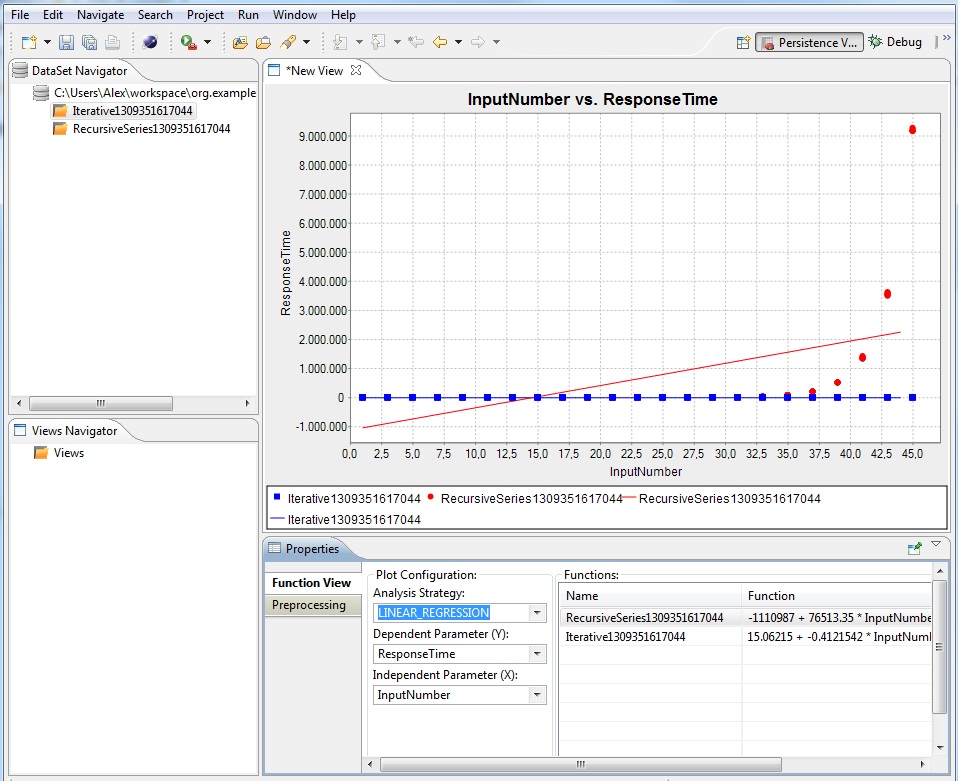 File Edit Navigate Search Project Run Window Help
Persistence V... Debug
DataSet Navigator
C:\Users\Alex\workspace\org.example
Iterative1309351617044
RecursiveSeries1309351617044
Views Navigator
Views
*New View
InputNumber vs. ResponseTime
ResponseTime
9.000.000
8.000.000
7.000.000
6.000.000
5.000.000
4.000.000
3.000.000
2.000.000
1.000.000
0
-1.000.000
0,0 2,5 5,0 7,5 10,0 12,5 15,0 17,5 20,0 22,5 25,0 27,5 30,0 32,5 35,0 37,5 40,0 42,5 45,0
InputNumber
Iterative1309351617044 RecursiveSeries1309351617044 RecursiveSeries1309351617044
Iterative1309351617044
Properties
Function View
Preprocessing
Plot Configuration:
Analysis Strategy:
LINEAR_REGRESSION
Dependent Parameter (Y):
ResponseTime
Independent Parameter (X):
InputNumber
Functions:
Name Function
RecursiveSeries1309351617044 -1110987 + 76513.35 * InputNumbe
Iterative1309351617044 15.06215 + -0.4121542 * InputNuml